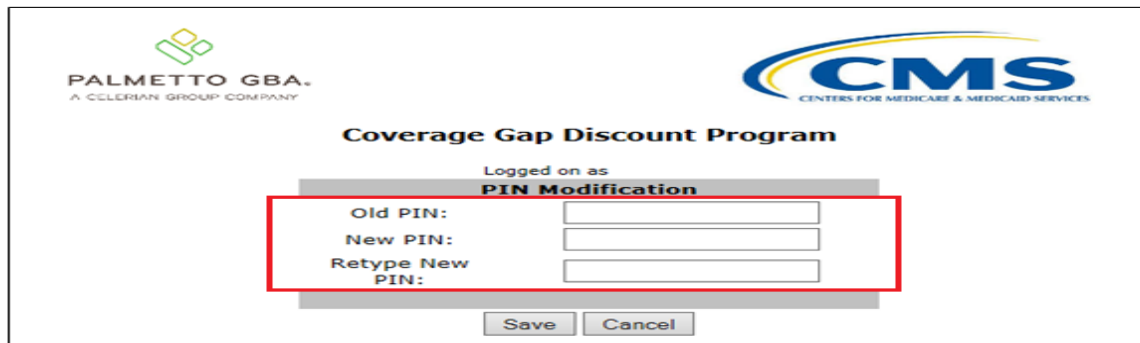 PALMETTO GBA.
A CELERIAN GROUP COMPANY
CMS
CENTERS FOR MEDICARE & MEDICAID SERVICES
Coverage Gap Discount Program
Logged on as
PIN Modification
Old PIN:
New PIN:
Retype New
PIN:
Save Cancel